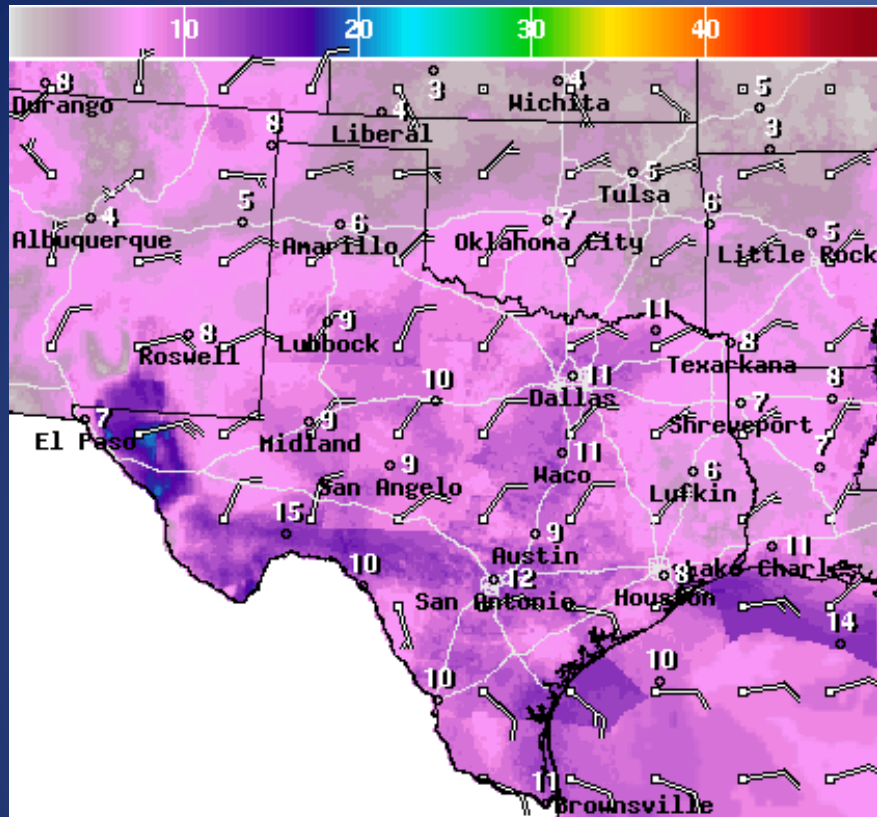 10 20 30 40
8 3 4 5
Durango Wichita
4
Liberal
8 3
5
Tulsa
4 5 6 7 6 5
Albuquerque Amarillo Oklahoma City Little Rock
9 11
8 8
Roswell Lubbock Texarkana
11
Dallas
10 8
7 9 7
El Paso Midland Shreveport
11
9 6 7
San Angelo Waco Lufkin
15 9 11
Austin Lake Charles
10 12 8
San Antonio Houston
14
10 10
11
Brownsville